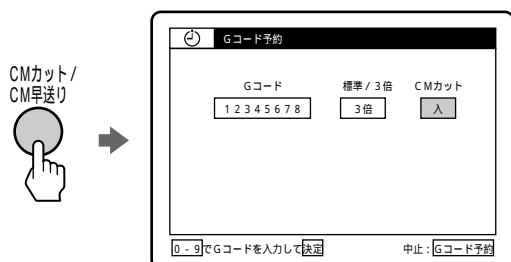 CMカット/
CM早送り
Gコード予約
Gコード 標準/3倍 CMカット
12345678 3倍 入
0-9でGコードを入力して決定 中止:Gコード予約